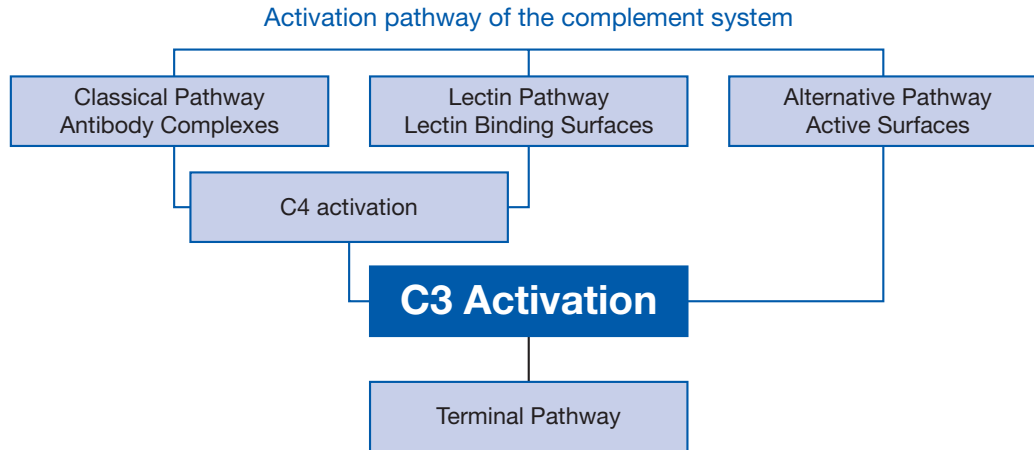 Activation pathway of the complement system
Classical Pathway
Antibody Complexes
Lectin Pathway
Lectin Binding Surfaces
Alternative Pathway
Active Surfaces
C4 activation
C3 Activation
Terminal Pathway